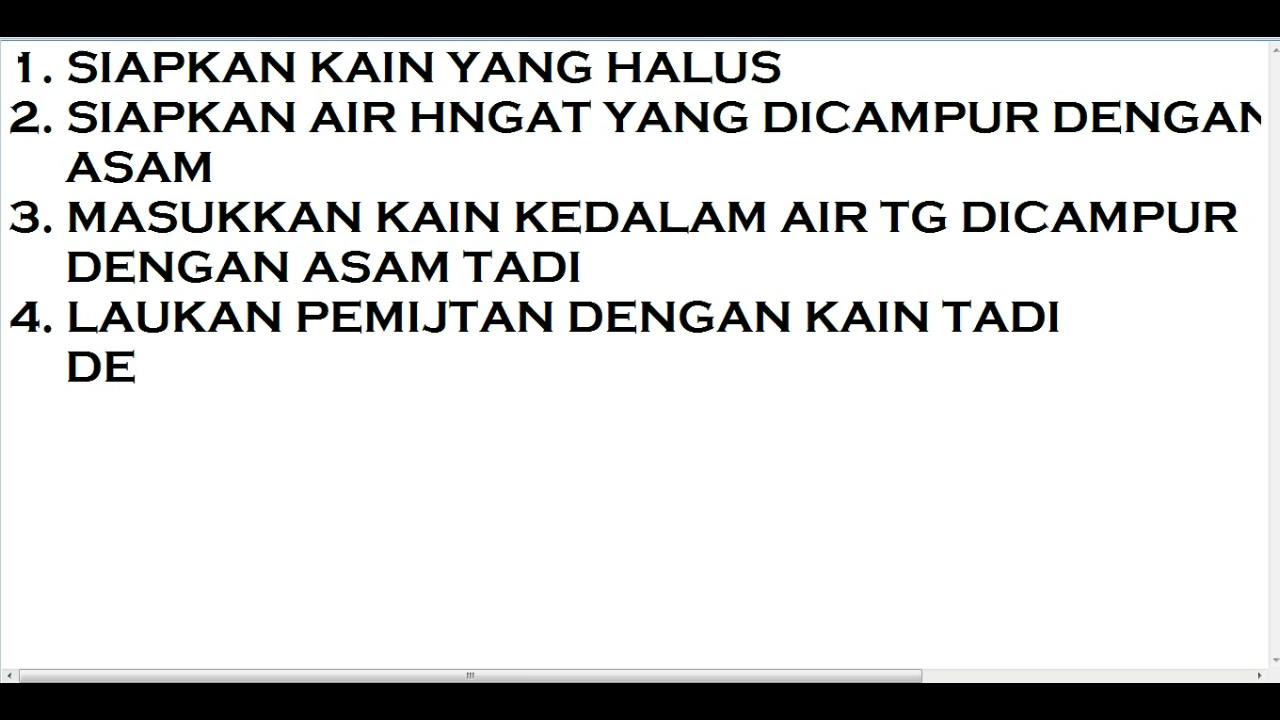 1. SIAPKAN KAIN YANG HALUS
2. SIAPKAN AIR HNGAT YANG DICAMPUR DENGAN
ASAM
3. MASUKKAN KAIN KEDALAM AIR TG DICAMPUR
DENGAN ASAM TADI
4. LAUKAN PEMIJTAN DENGAN KAIN TADI
DE